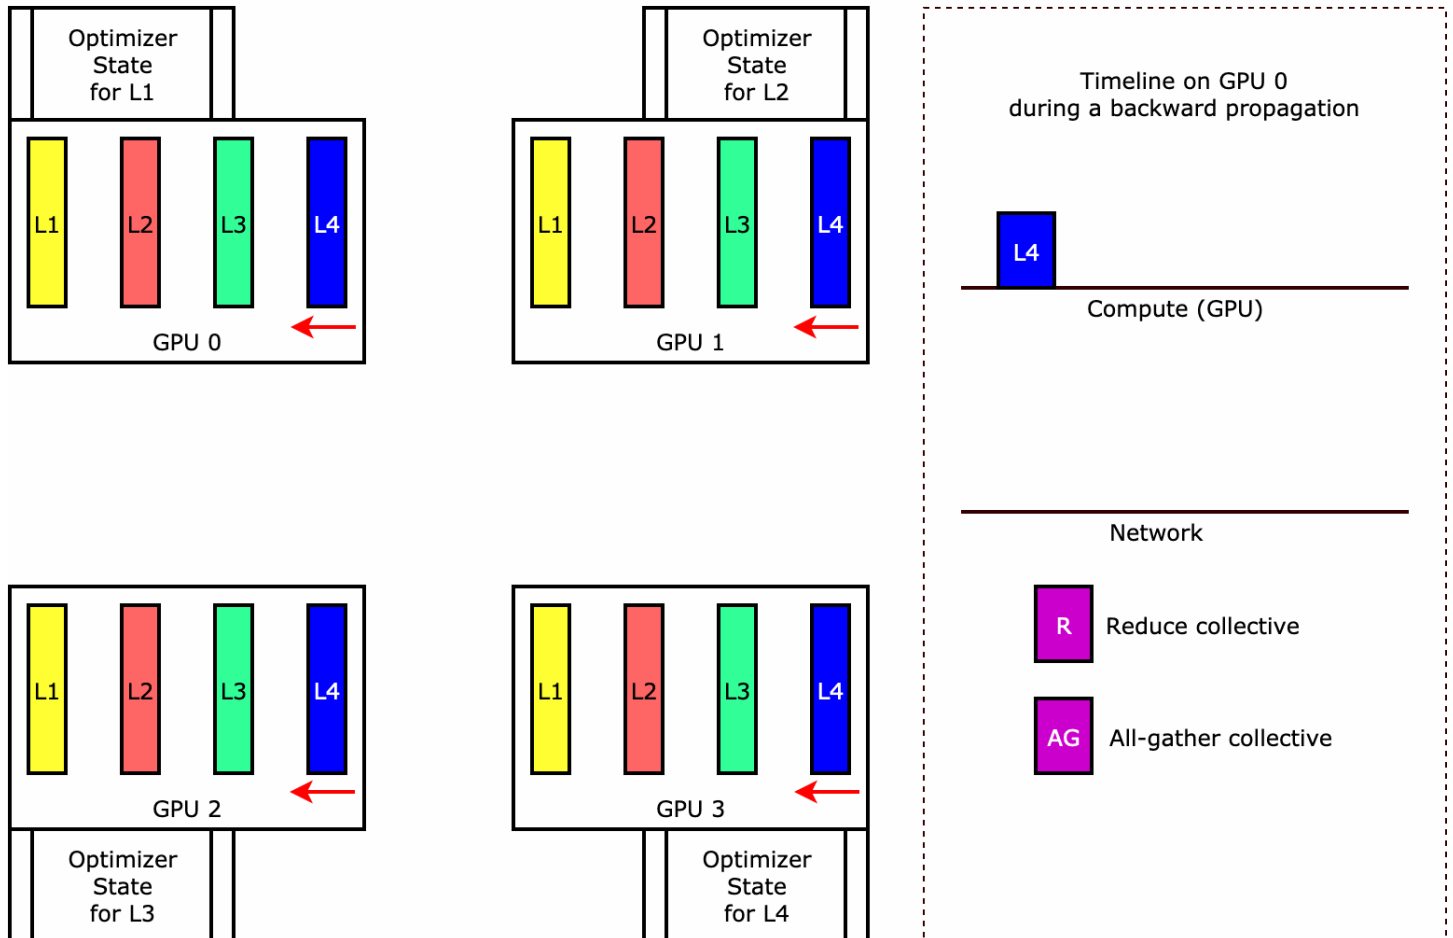 Optimizer
State
for L1
L1
L2
L3
L4
GPU 0
Optimizer
State
for L2
L1
L2
L3
L4
GPU 1
L1
L2
L3
L4
GPU 2
Optimizer
State
for L3
L1
L2
L3
L4
GPU 3
Optimizer
State
for L4
Timeline on GPU 0
during a backward propagation
L4
Compute (GPU)
Network
R
Reduce collective
AG
All-gather collective